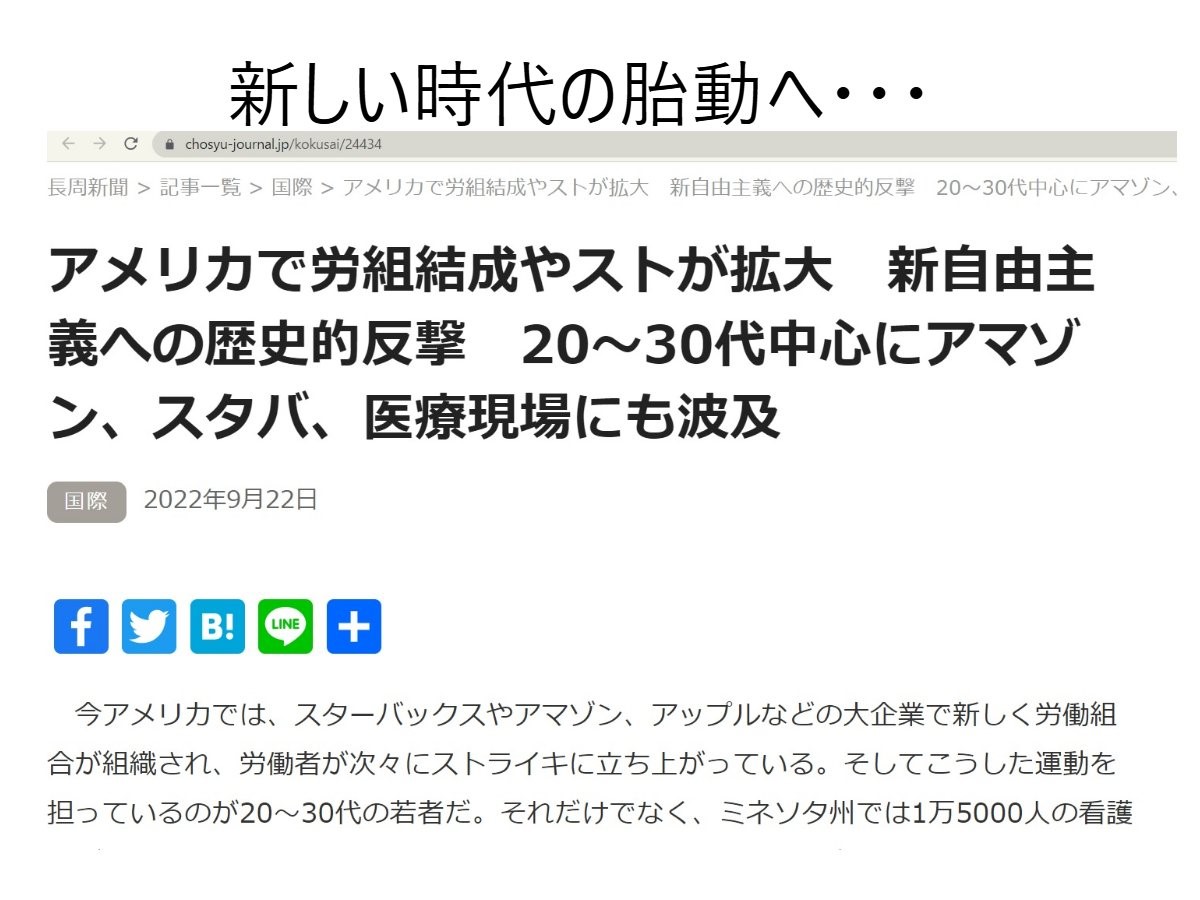 新しい時代の胎動へ・・・
chosyu-journal.jp/kokusai/24434
長周新聞 > 記事一覧 > 国際 > アメリカで労組結成やストが拡大　新自由主義への歴史的反撃　20～30代中心にアマゾン、
アメリカで労組結成やストが拡大　新自由主
義への歴史的反撃　20～30代中心にアマゾ
ン、スタバ、医療現場にも波及
国際 2022年9月22日
f B! LINE +
今アメリカでは、スターバックスやアマゾン、アップルなどの大企業で新しく労働組
合が組織され、労働者が次々にストライキに立ち上がっている。そしてこうした運動を
担っているのが20～30代の若者だ。それだけでなく、ミネソタ州では1万5000人の看護